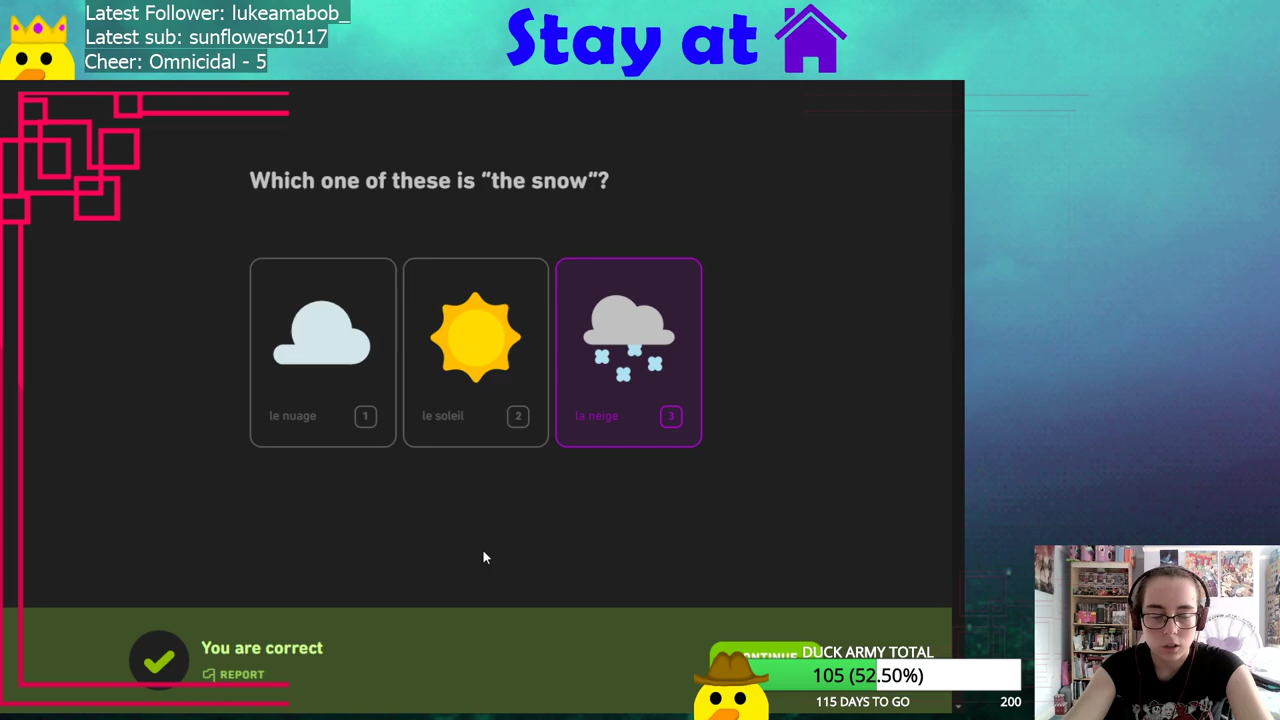 Latest Follower: lukeamabob_
Latest sub: sunflowers0117
Cheer: Omnicidal - 5
Stay at
Which one of these is “the snow”?
le nuage 1
le soleil 2
la neige 3
You are correct
REPORT
CONTINUE
DUCK ARMY TOTAL
105 (52.50%)
115 DAYS TO GO
200